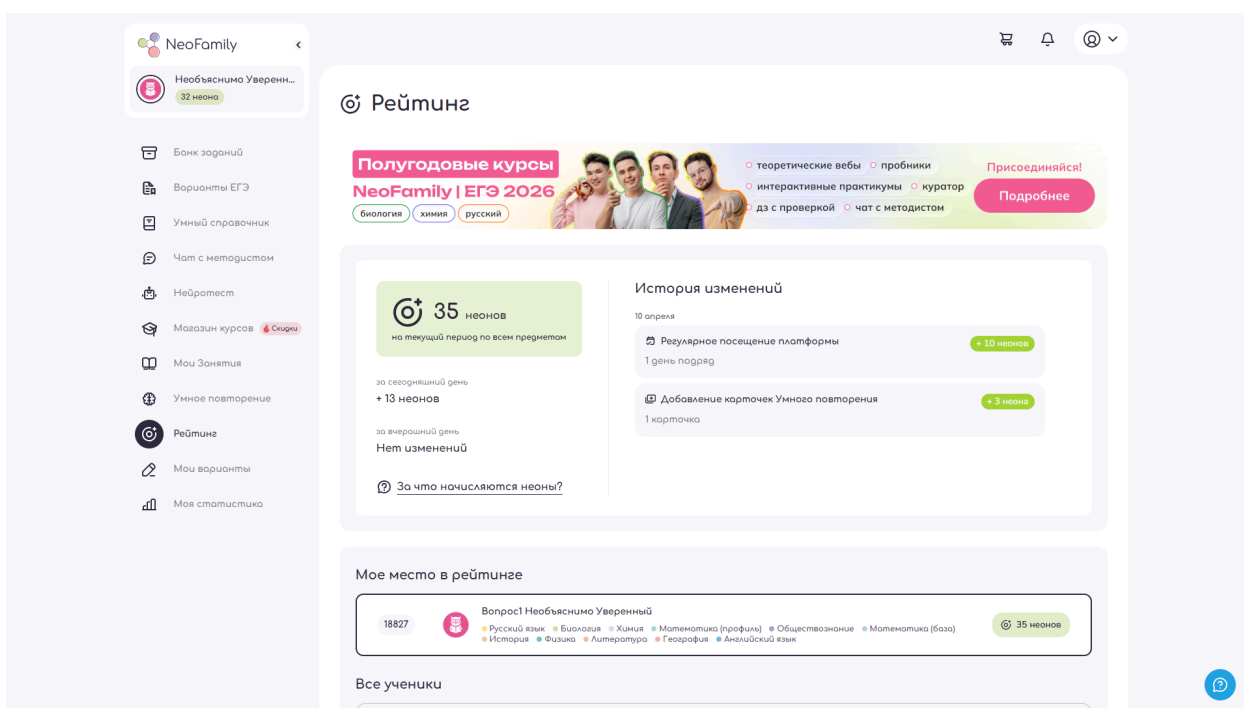 NeoFamily
Необъяснимо Уверенн...
32 неона
Банк заданий
Варианты ЕГЭ
Умный справочник
Чат с методистом
Нейротест
Магазин курсов Скидки
Мои Занятия
Умное повторение
Рейтинг
Мои варианты
Моя статистика
Рейтинг
Полугодовые курсы
NeoFamily | ЕГЭ 2026
биология химия русский
теоретические вебы пробники
интерактивные практикумы куратор
дз с проверкой чат с методистом
Присоединяйся!
Подробнее
35 неонов
на текущий период по всем предметам
за сегодняшний день
+ 13 неонов
за вчерашний день
Нет изменений
За что начисляются неоны?
История изменений
10 апреля
Регулярное посещение платформы
+ 10 неонов
1 день подряд
Добавление карточек Умного повторения
+ 3 неона
1 карточка
Мое место в рейтинге
18827
Вопрос1 Необъяснимо Уверенный
Русский язык Биология Химия Математика (профиль) Обществознание Математика (база)
История Физика Литература География Английский язык
35 неонов
Все ученики